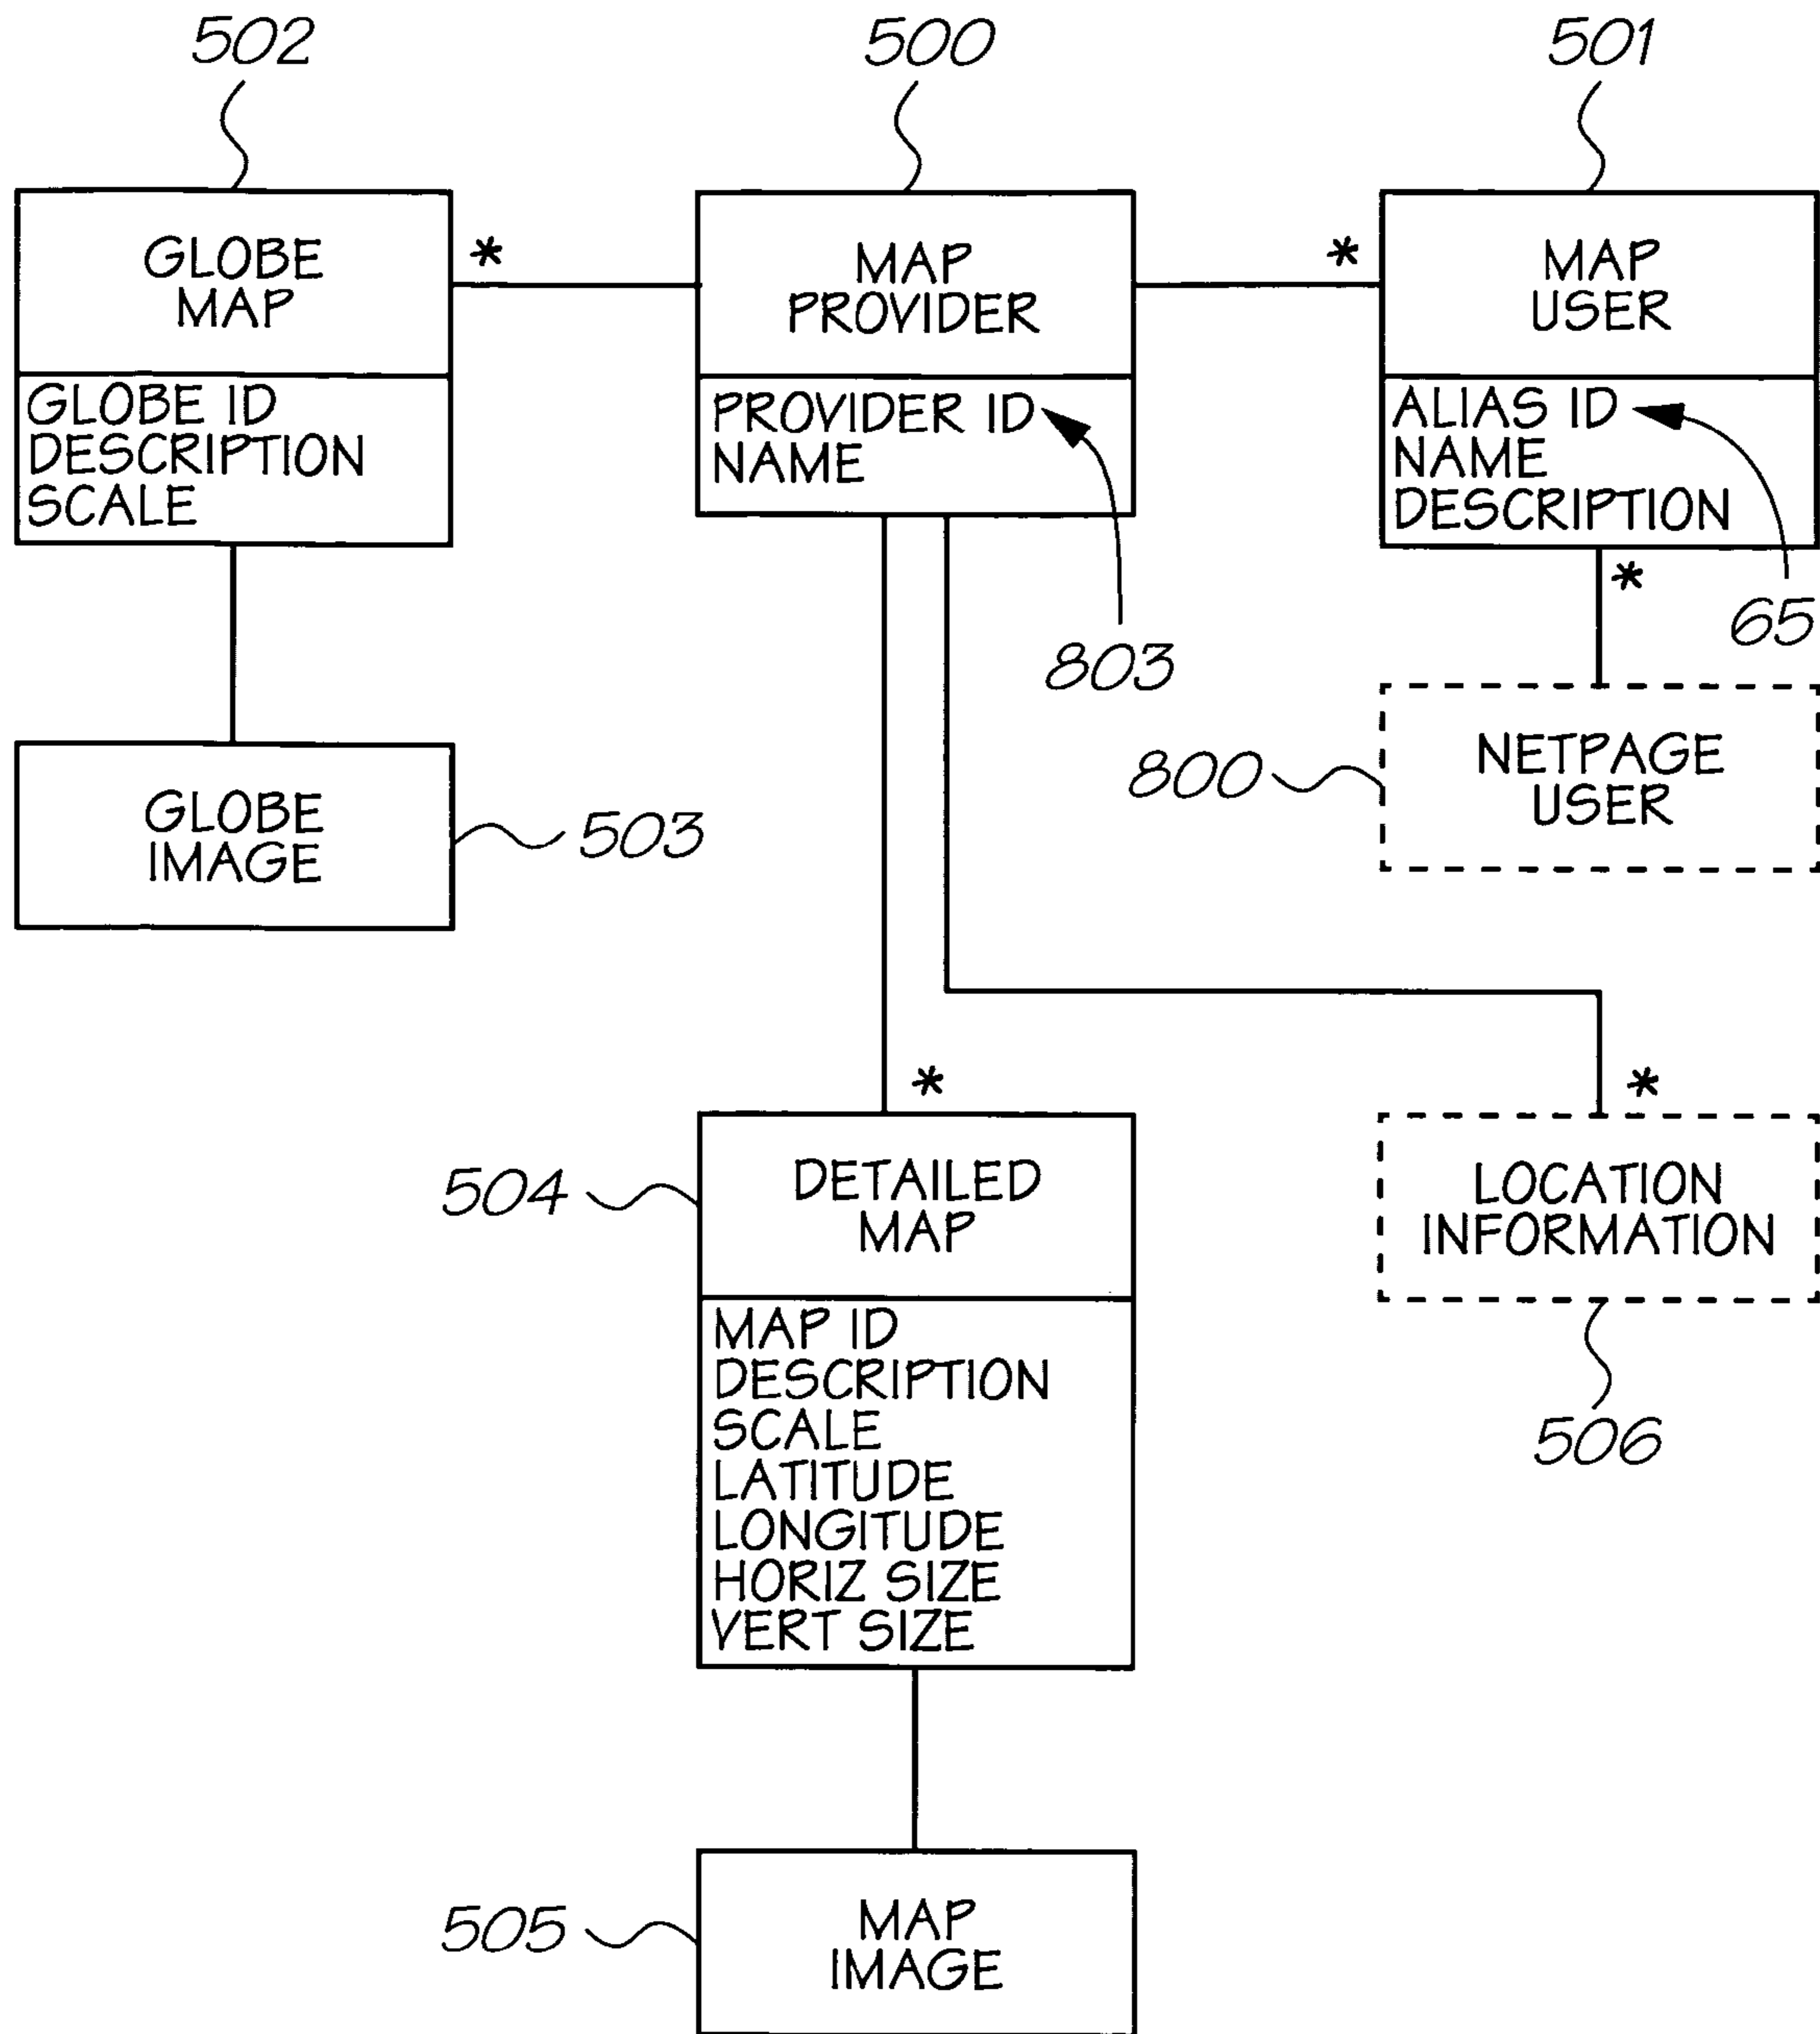 502
500
501
GLOBE
MAP
*
MAP
PROVIDER
*
MAP
USER
GLOBE ID
DESCRIPTION
SCALE
PROVIDER ID
NAME
ALIAS ID
NAME
DESCRIPTION
*
65
803
GLOBE
IMAGE
503
800
NETPAGE
USER
*
*
504
DETAILED
MAP
LOCATION
INFORMATION
MAP ID
DESCRIPTION
SCALE
LATITUDE
LONGITUDE
HORIZ SIZE
VERT SIZE
506
505
MAP
IMAGE